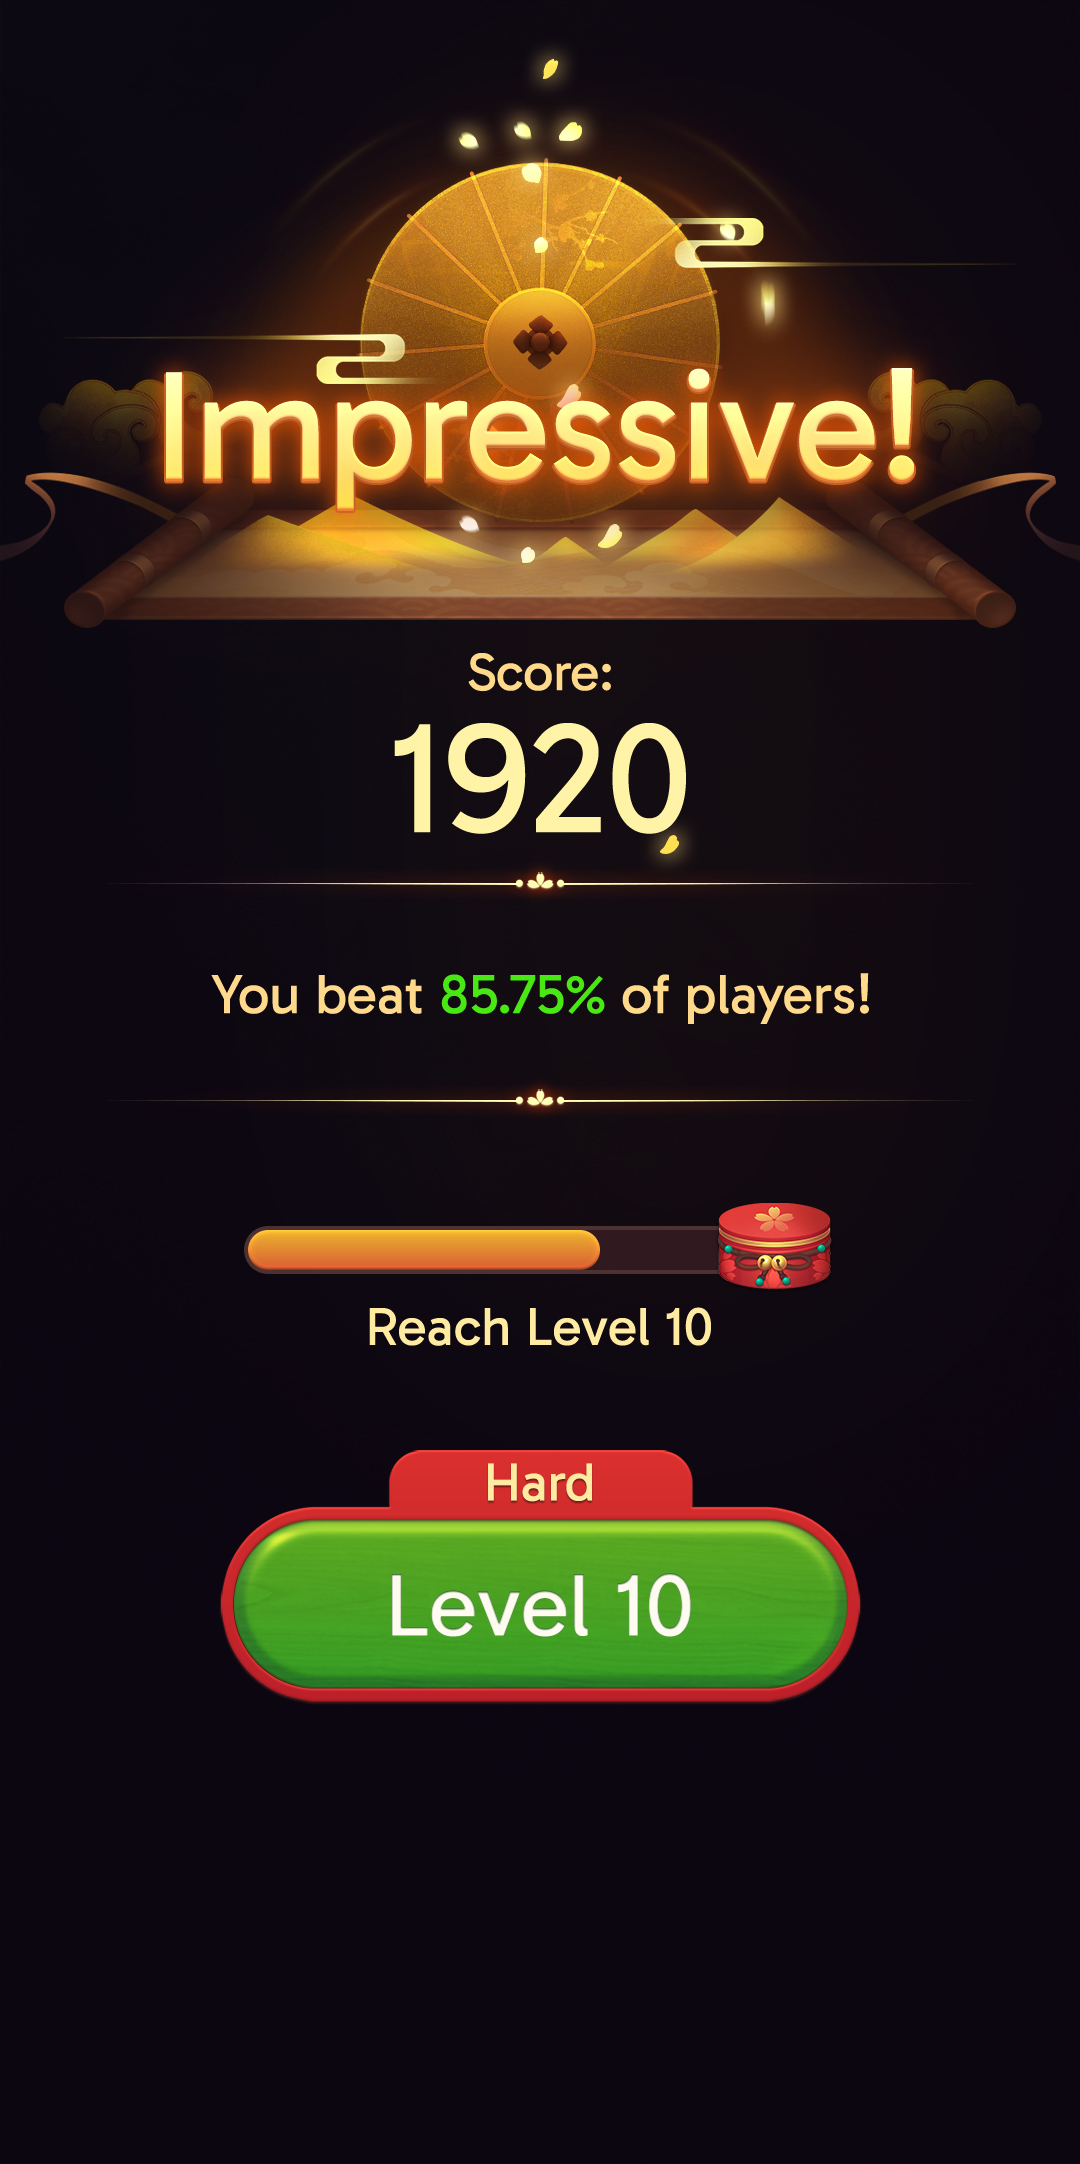 Impressive!
Score:
1920
You beat 85.75% of players!
Reach Level 10
Hard
Level 10